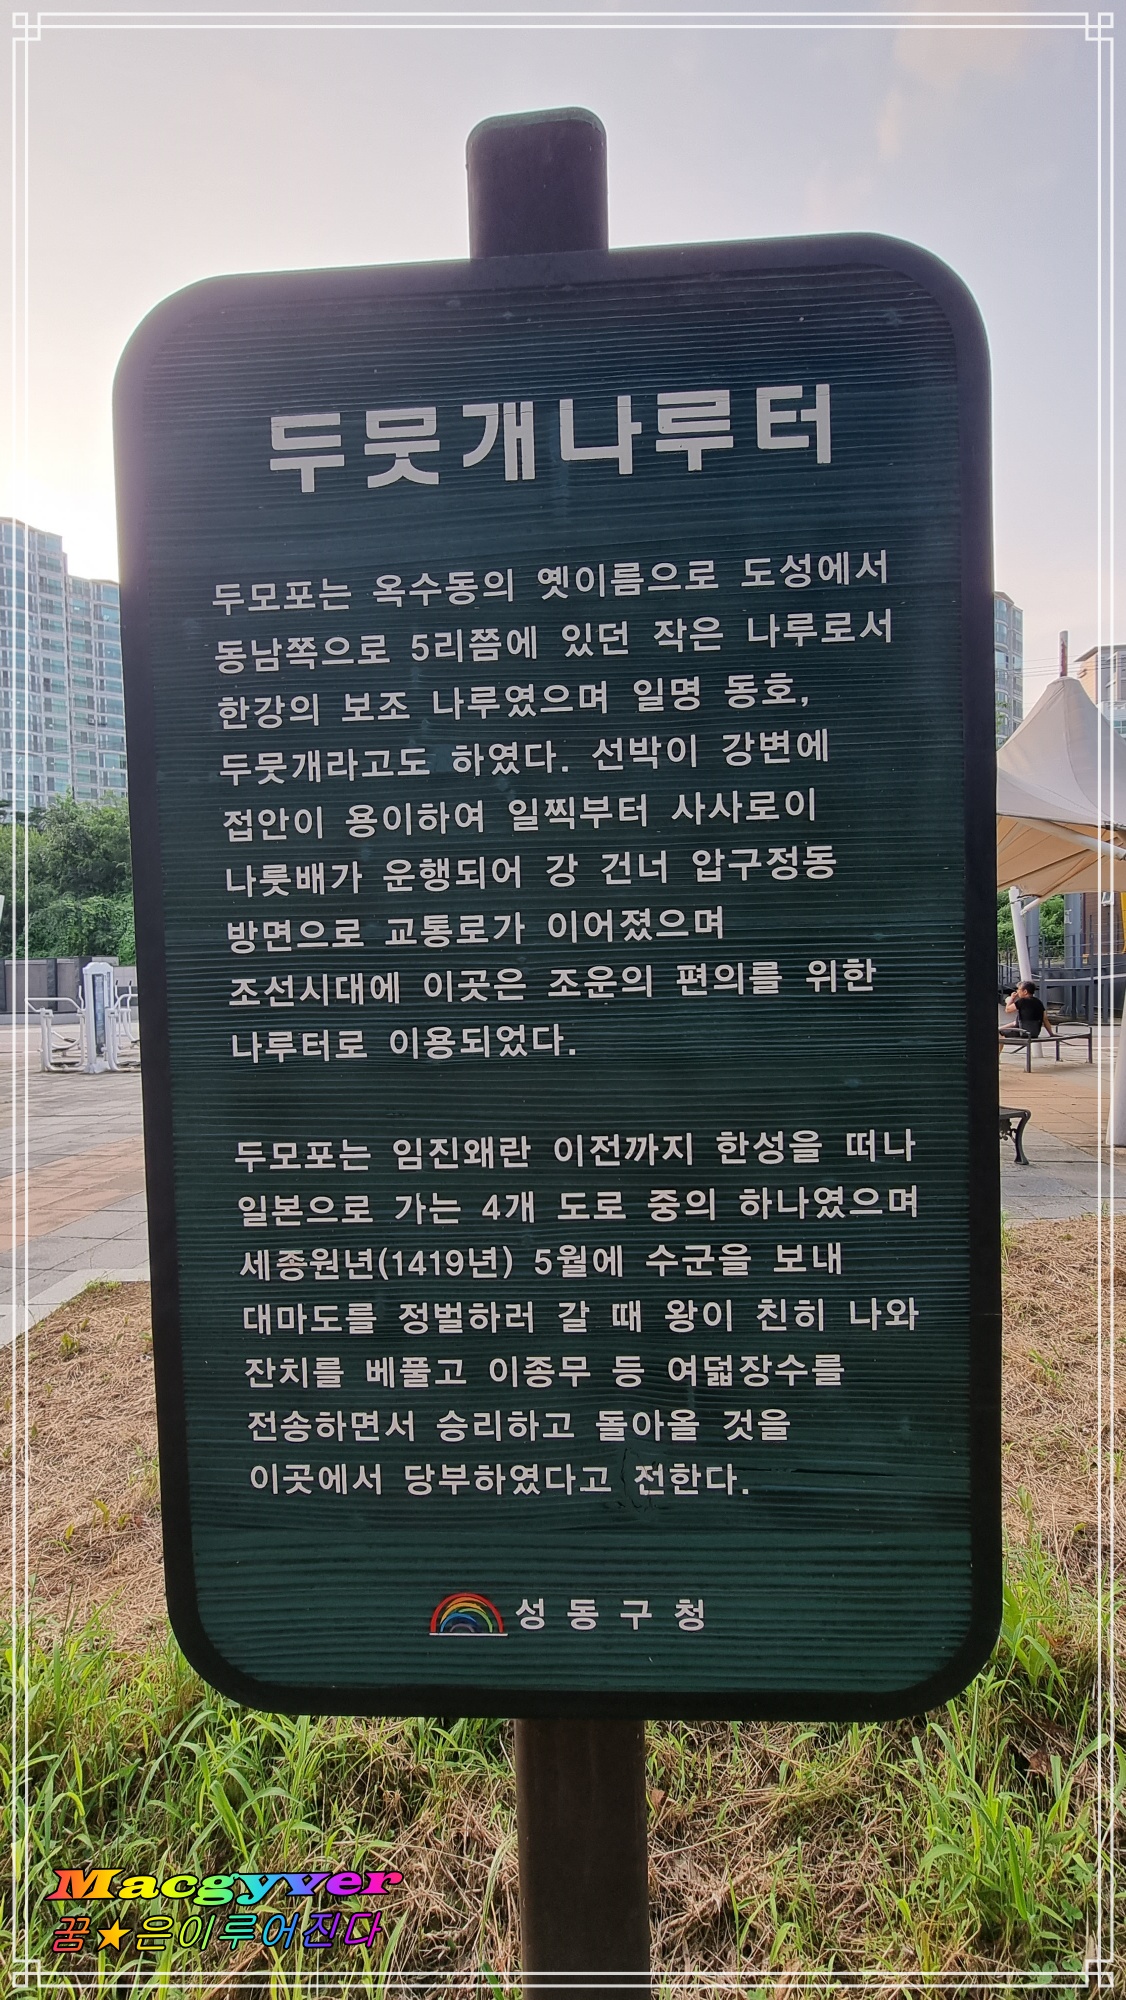 두뭇개나루터
두모포는 옥수동의 옛이름으로 도성에서
동남쪽으로 5리쯤에 있던 작은 나루로서
한강의 보조 나루였으며 일명 동호,
두뭇개라고도 하였다. 선박이 강변에
접안이 용이하여 일찍부터 사사로이
나룻배가 운행되어 강 건너 압구정동
방면으로 교통로가 이어졌으며
조선시대에 이곳은 조운의 편의를 위한
나루터로 이용되었다.
두모포는 임진왜란 이전까지 한성을 떠나
일본으로 가는 4개 도로 중의 하나였으며
세종원년(1419년) 5월에 수군을 보내
대마도를 정벌하러 갈 때 왕이 친히 나와
잔치를 베풀고 이종무 등 여덟장수를
전송하면서 승리하고 돌아올 것을
이곳에서 당부하였다고 전한다.
성동구청
Macgyver
꿈★은이루어진다